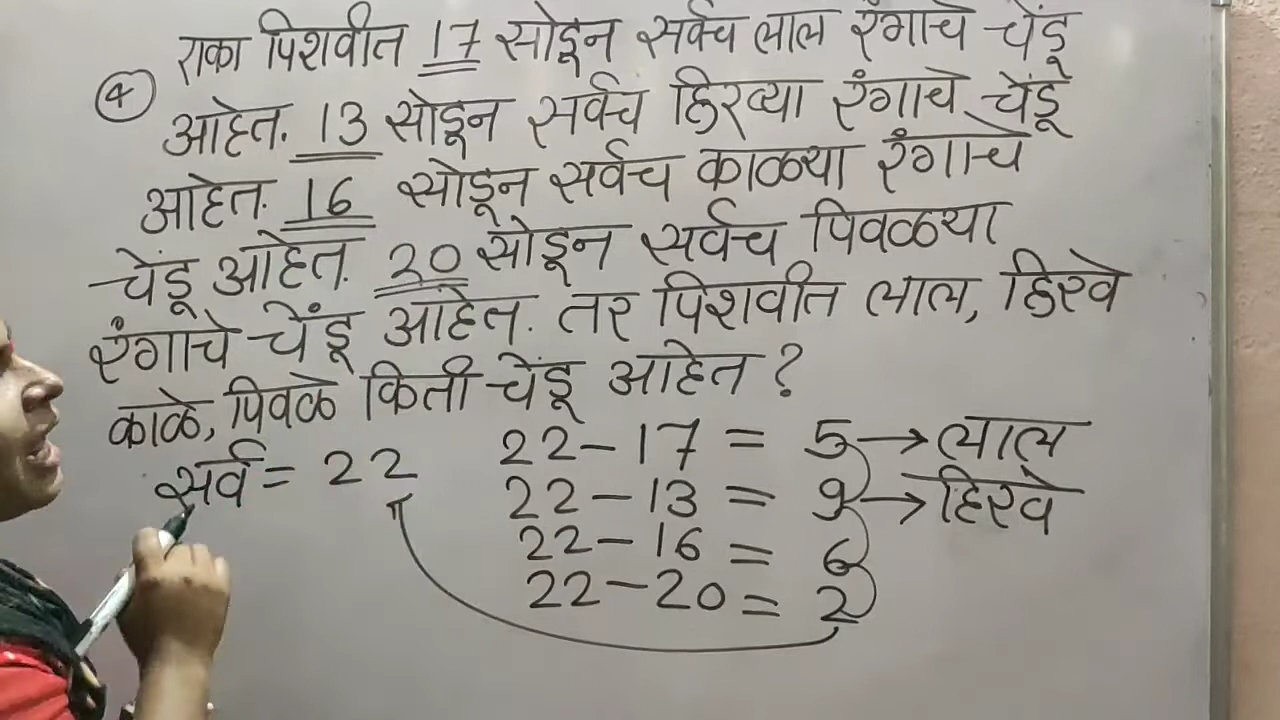 एका पिशवीत 17 सोडून सर्वच लाल रंगाचे चेंडू
④ आहेत. 13 सोडून सर्वच हिरव्या रंगाचे चेंडू
आहेत. 16 सोडून सर्वच काळ्या रंगाचे
चेंडू आहेत. 20 सोडून सर्वच पिवळ्या
रंगाचे चेंडू आहेत. तर पिशवीत लाल, हिरवे
काळे, पिवळे किती चेंडू आहेत ?
सर्व = 22
22 – 17 = 5 → लाल
22 – 13 = 9 → हिरवे
22 – 16 = 6
22 – 20 = 2